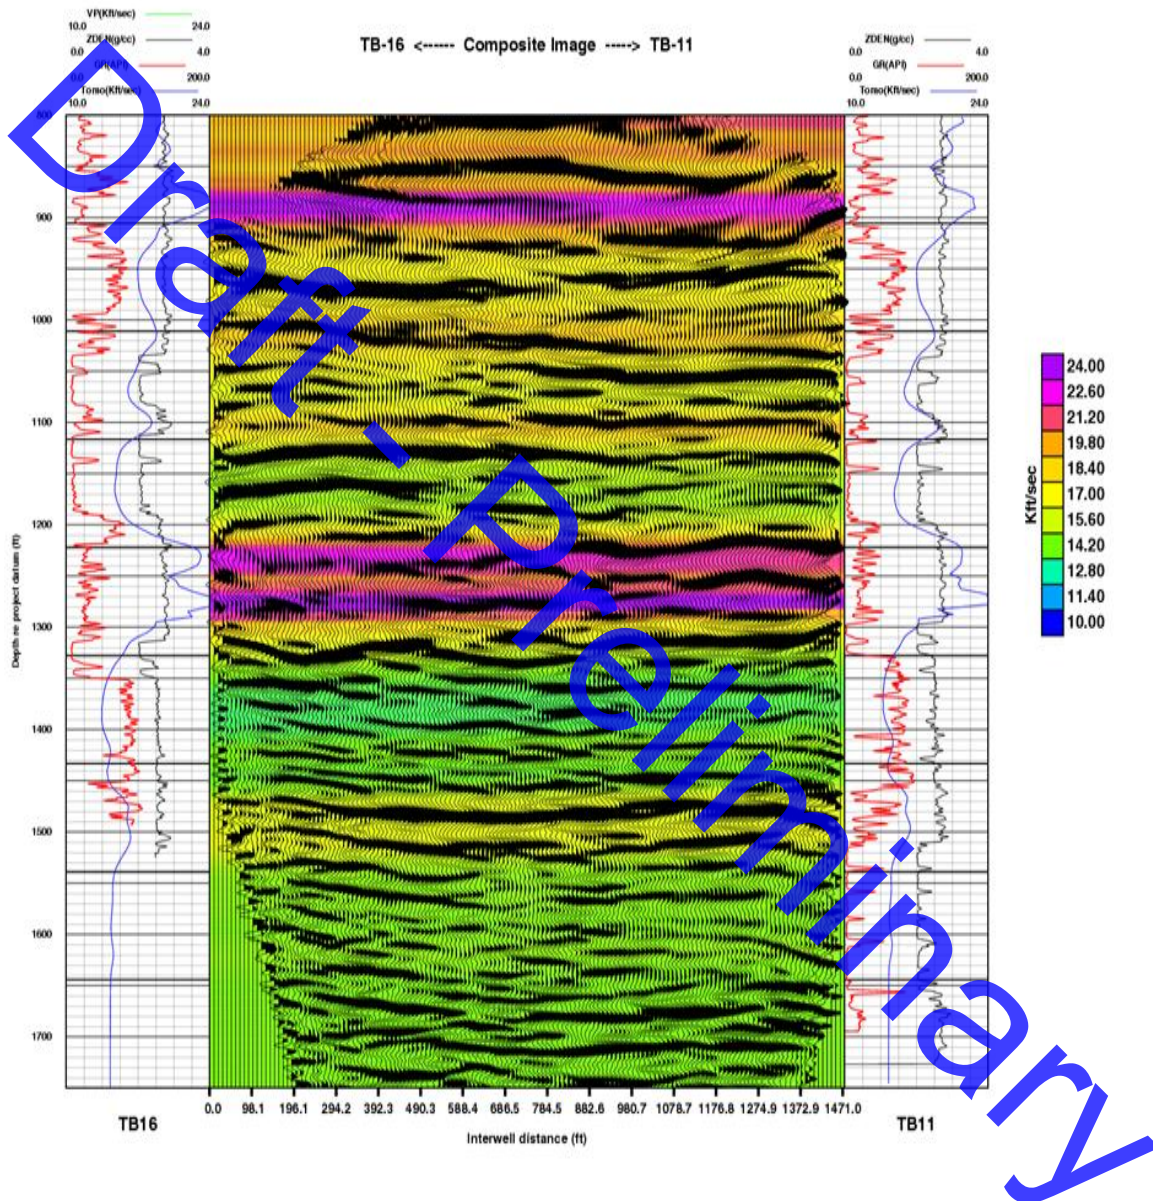 VP(Kft/sec)
10.0 24.0
ZDEN(g/cc)
0.0 4.0
GR(API)
0.0 200.0
Tomo(Kft/sec)
10.0 24.0
TB-16 <------ Composite Image -----> TB-11
ZDEN(g/cc)
0.0 4.0
GR(API)
0.0 200.0
Tomo(Kft/sec)
10.0 24.0
800
900
1000
1100
1200
1300
1400
1500
1600
1700
Depth re project datum (ft)
Draft - Preliminary
Kft/sec
24.00
22.60
21.20
19.80
18.40
17.00
15.60
14.20
12.80
11.40
10.00
0.0 98.1 196.1 294.2 392.3 490.3 588.4 686.5 784.5 882.6 980.7 1078.7 1176.8 1274.9 1372.9 1471.0
TB16
Interwell distance (ft)
TB11